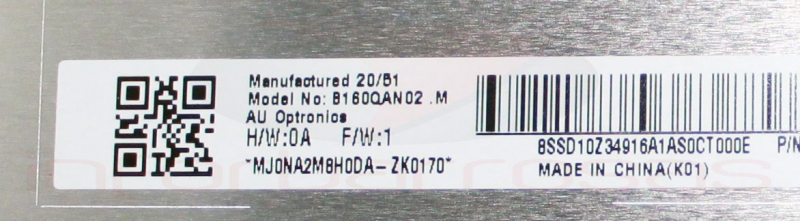 Manufactured 20/51
Model No: B160QAN02 .M
AU Optronics
H/W:0A F/W:1
*MJ0NA2M8H0DA-ZK0170*
8SSD10Z34916A1AS0CT000E P/N
MADE IN CHINA(K01)